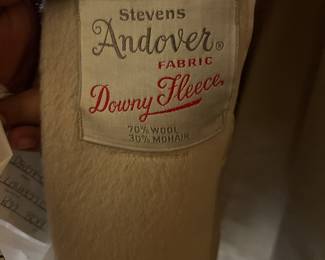 Stevens
Andover®
FABRIC
Downy Fleece
70% WOOL
30% MOHAIR